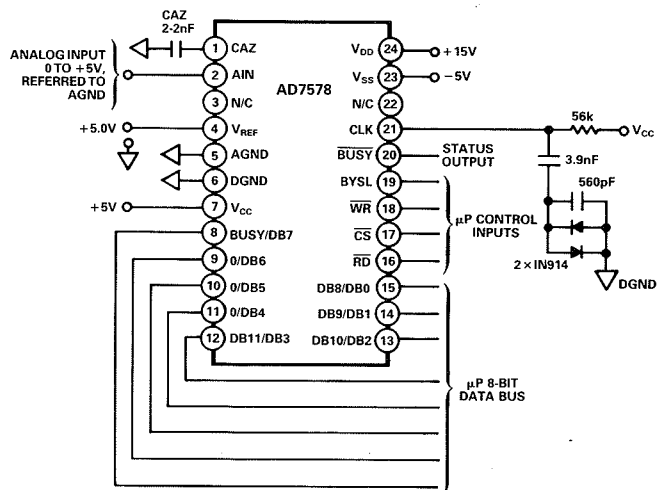 CAZ
2-2nF
ANALOG INPUT
0 TO +5V,
REFERRED TO
AGND
+5.0V
+5V
AD7578
1 CAZ
2 AIN
3 N/C
4 VREF
5 AGND
6 DGND
7 VCC
8 BUSY/DB7
9 0/DB6
10 0/DB5
11 0/DB4
12 DB11/DB3
VDD 24 +15V
VSS 23 −5V
N/C 22
CLK 21
BUSY 20 STATUS
OUTPUT
BYSL 19
WR 18
CS 17
RD 16
DB8/DB0 15
DB9/DB1 14
DB10/DB2 13
μP CONTROL
INPUTS
μP 8-BIT
DATA BUS
56k
VCC
3.9nF
560pF
2×IN914
DGND